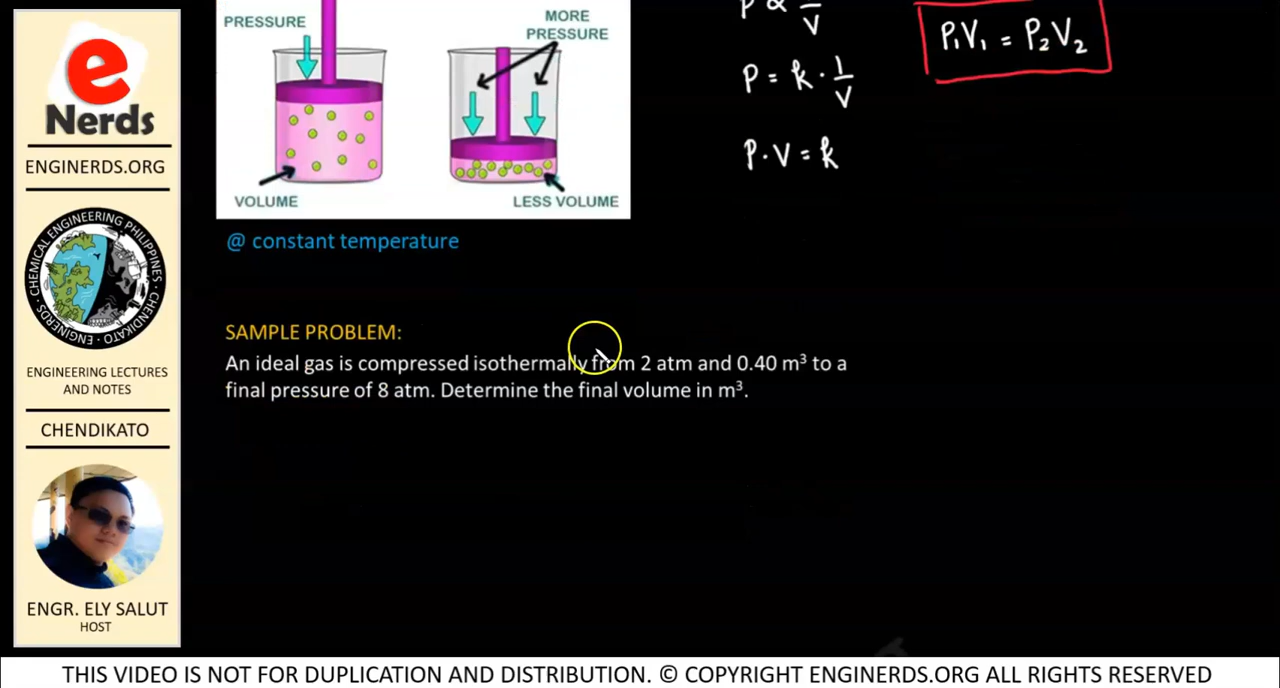 e
Nerds
ENGINERDS.ORG
CHEMICAL ENGINEERING PHILIPPINES
CHENDIKATO · ENGINERDS
ENGINEERING LECTURES
AND NOTES
CHENDIKATO
ENGR. ELY SALUT
HOST
PRESSURE
MORE
PRESSURE
VOLUME
LESS VOLUME
@ constant temperature
P ∝ 1/V
P = k · 1/V
P · V = k
P₁V₁ = P₂V₂
SAMPLE PROBLEM:
An ideal gas is compressed isothermally from 2 atm and 0.40 m³ to a
final pressure of 8 atm. Determine the final volume in m³.
THIS VIDEO IS NOT FOR DUPLICATION AND DISTRIBUTION. © COPYRIGHT ENGINERDS.ORG ALL RIGHTS RESERVED